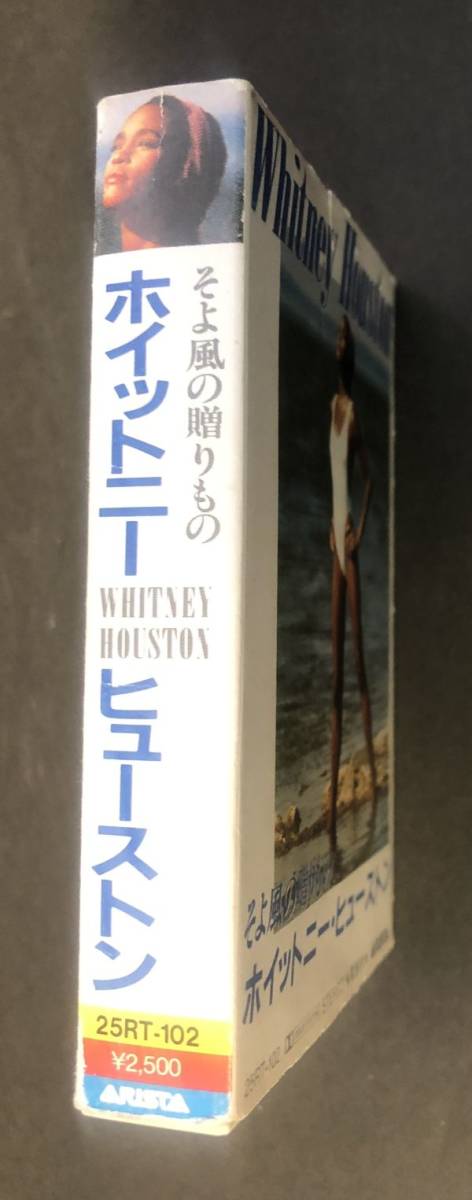 そよ風の贈りもの
ホイットニー
WHITNEY
HOUSTON
ヒューストン
25RT-102
¥2,500
ARISTA
Whitney Houston
そよ風の贈りもの
ホイットニー・ヒューストン
25RT-102